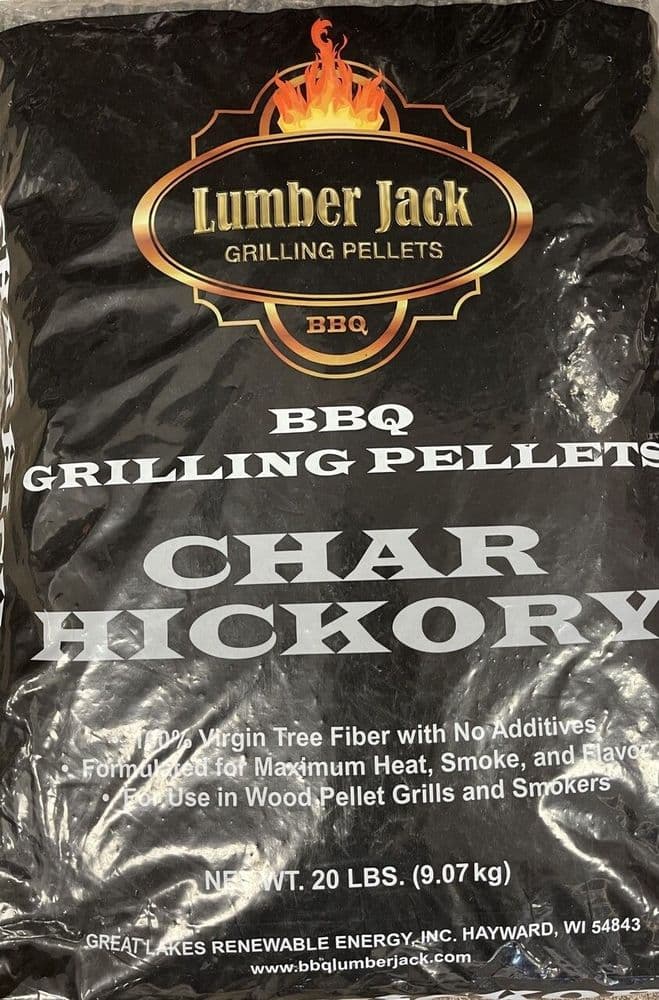 Lumber Jack
GRILLING PELLETS
BBQ
BBQ
GRILLING PELLETS
CHAR
HICKORY
• 100% Virgin Tree Fiber with No Additives
• Formulated for Maximum Heat, Smoke, and Flavor
• For Use in Wood Pellet Grills and Smokers
NET WT. 20 LBS. (9.07 kg)
GREAT LAKES RENEWABLE ENERGY, INC. HAYWARD, WI 54843
www.bbqlumberjack.com